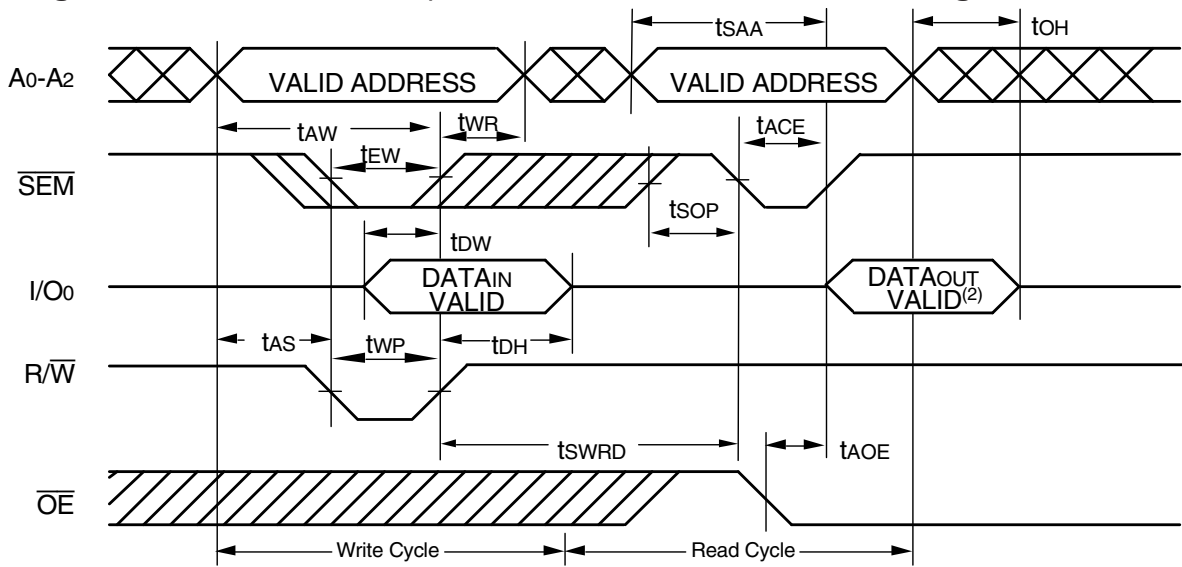 tSAA
tOH
A0-A2
VALID ADDRESS
VALID ADDRESS
tAW
tWR
tACE
tEW
SEM
tSOP
tDW
I/O0
DATAIN
VALID
DATAOUT
VALID(2)
tAS
tWP
tDH
R/W
tSWRD
tAOE
OE
Write Cycle
Read Cycle